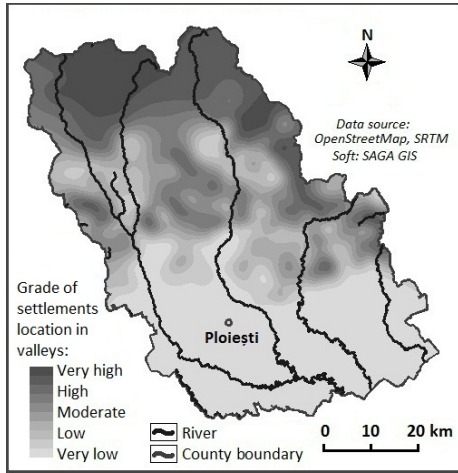 N
Data source:
OpenStreetMap, SRTM
Soft: SAGA GIS
Ploiești
Grade of
settlements
location in
valleys:
Very high
High
Moderate
Low
Very low
River
County boundary
0 10 20 km